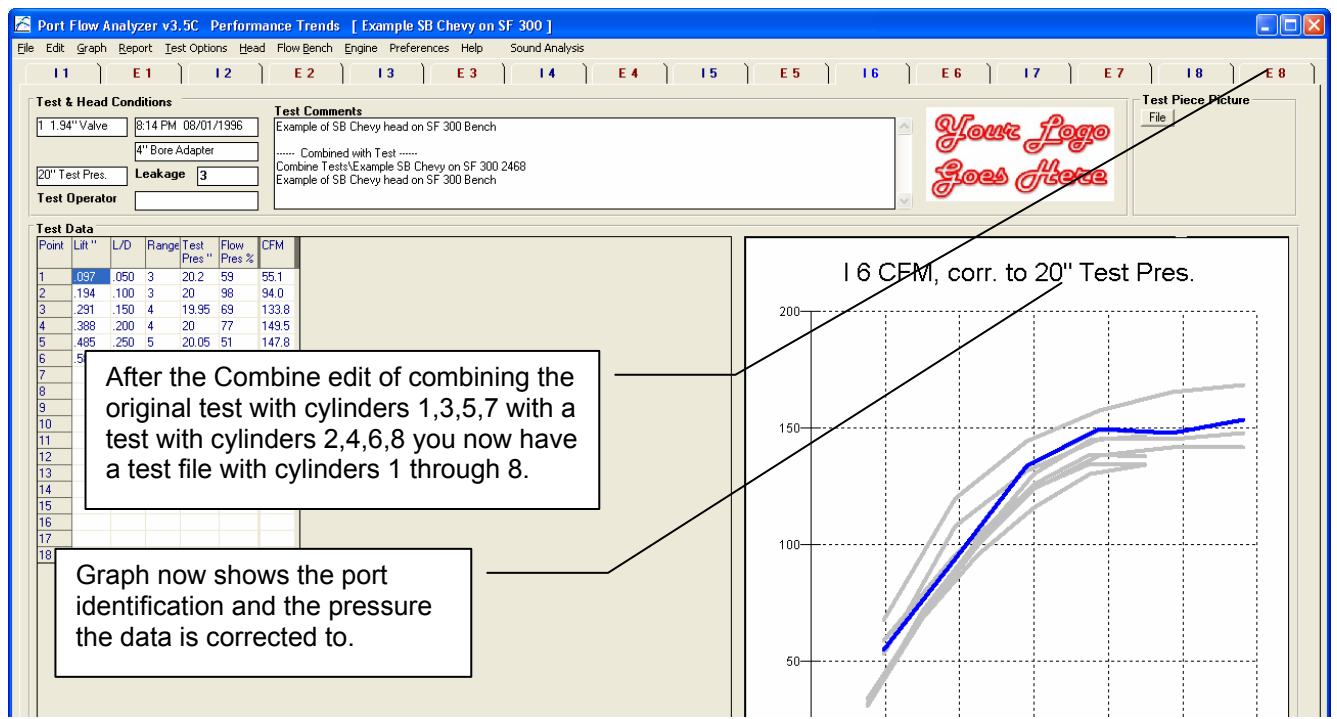 Port Flow Analyzer v3.5C Performance Trends [ Example SB Chevy on SF 300 ]
File Edit Graph Report Test Options Head Flow Bench Engine Preferences Help Sound Analysis
I 1 E 1 I 2 E 2 I 3 E 3 I 4 E 4 I 5 E 5 I 6 E 6 I 7 E 7 I 8 E 8
Test & Head Conditions
1 1.94" Valve 8:14 PM 08/01/1996
4" Bore Adapter
20" Test Pres. Leakage 3
Test Operator
Test Comments
Example of SB Chevy head on SF 300 Bench
------ Combined with Test -----
Combine Tests\Example SB Chevy on SF 300 2468
Example of SB Chevy head on SF 300 Bench
Your Logo
Goes Here
Test Piece Picture
File
Test Data
Point Lift " L/D Range Test Pres " Flow Pres % CFM
1 .097 .050 3 20.2 59 55.1
2 .194 .100 3 20 98 94.0
3 .291 .150 4 19.95 69 133.8
4 .388 .200 4 20 77 149.5
5 .485 .250 5 20.05 51 147.8
6
7
8
9
10
11
12
13
14
15
16
17
18
After the Combine edit of combining the
original test with cylinders 1,3,5,7 with a
test with cylinders 2,4,6,8 you now have
a test file with cylinders 1 through 8.
Graph now shows the port
identification and the pressure
the data is corrected to.
I 6 CFM, corr. to 20" Test Pres.
200
150
100
50